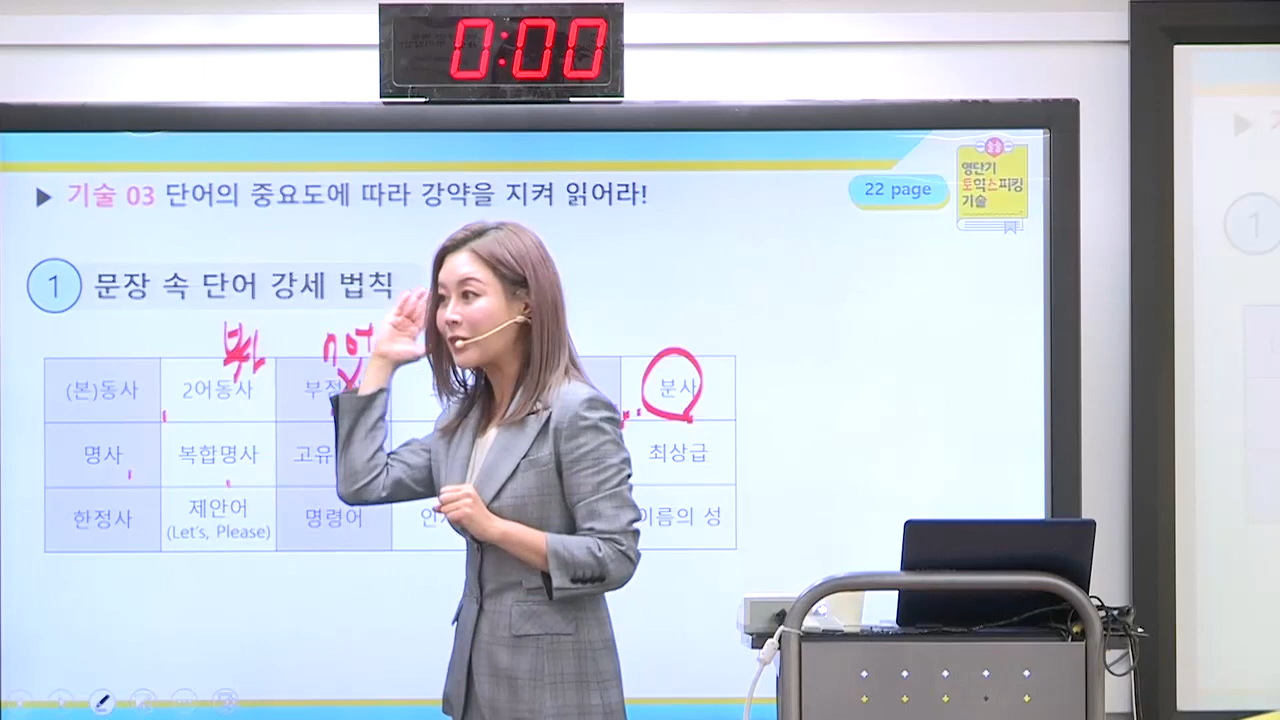 0:00
▶ 기술 03 단어의 중요도에 따라 강약을 지켜 읽어라!
22 page
영단기
토익스피킹
기술
1 문장 속 단어 강세 법칙
(본)동사 2어동사 분사
명사 복합명사 최상급
한정사 제안어 명령어 이름의 성
(Let's, Please)
1